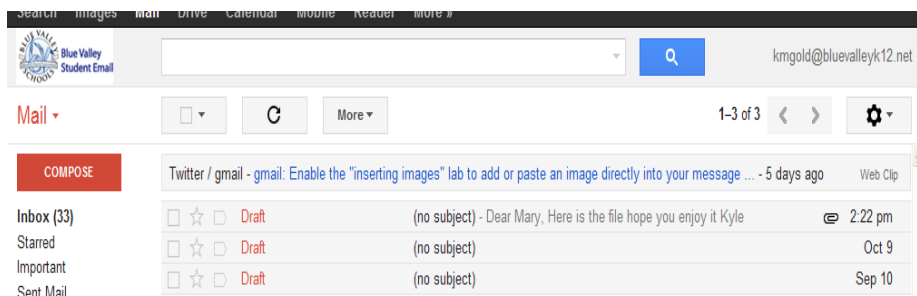 Search Images Mail Drive Calendar Mobile Reader More »
BLUE VALLEY SCHOOLS
Blue Valley
Student Email
kmgold@bluevalleyk12.net
Mail
More
1–3 of 3
COMPOSE
Twitter / gmail - gmail: Enable the "inserting images" lab to add or paste an image directly into your message ... - 5 days ago Web Clip
Inbox (33)
Draft (no subject) - Dear Mary, Here is the file hope you enjoy it Kyle 2:22 pm
Starred
Draft (no subject) Oct 9
Important
Draft (no subject) Sep 10
Sent Mail